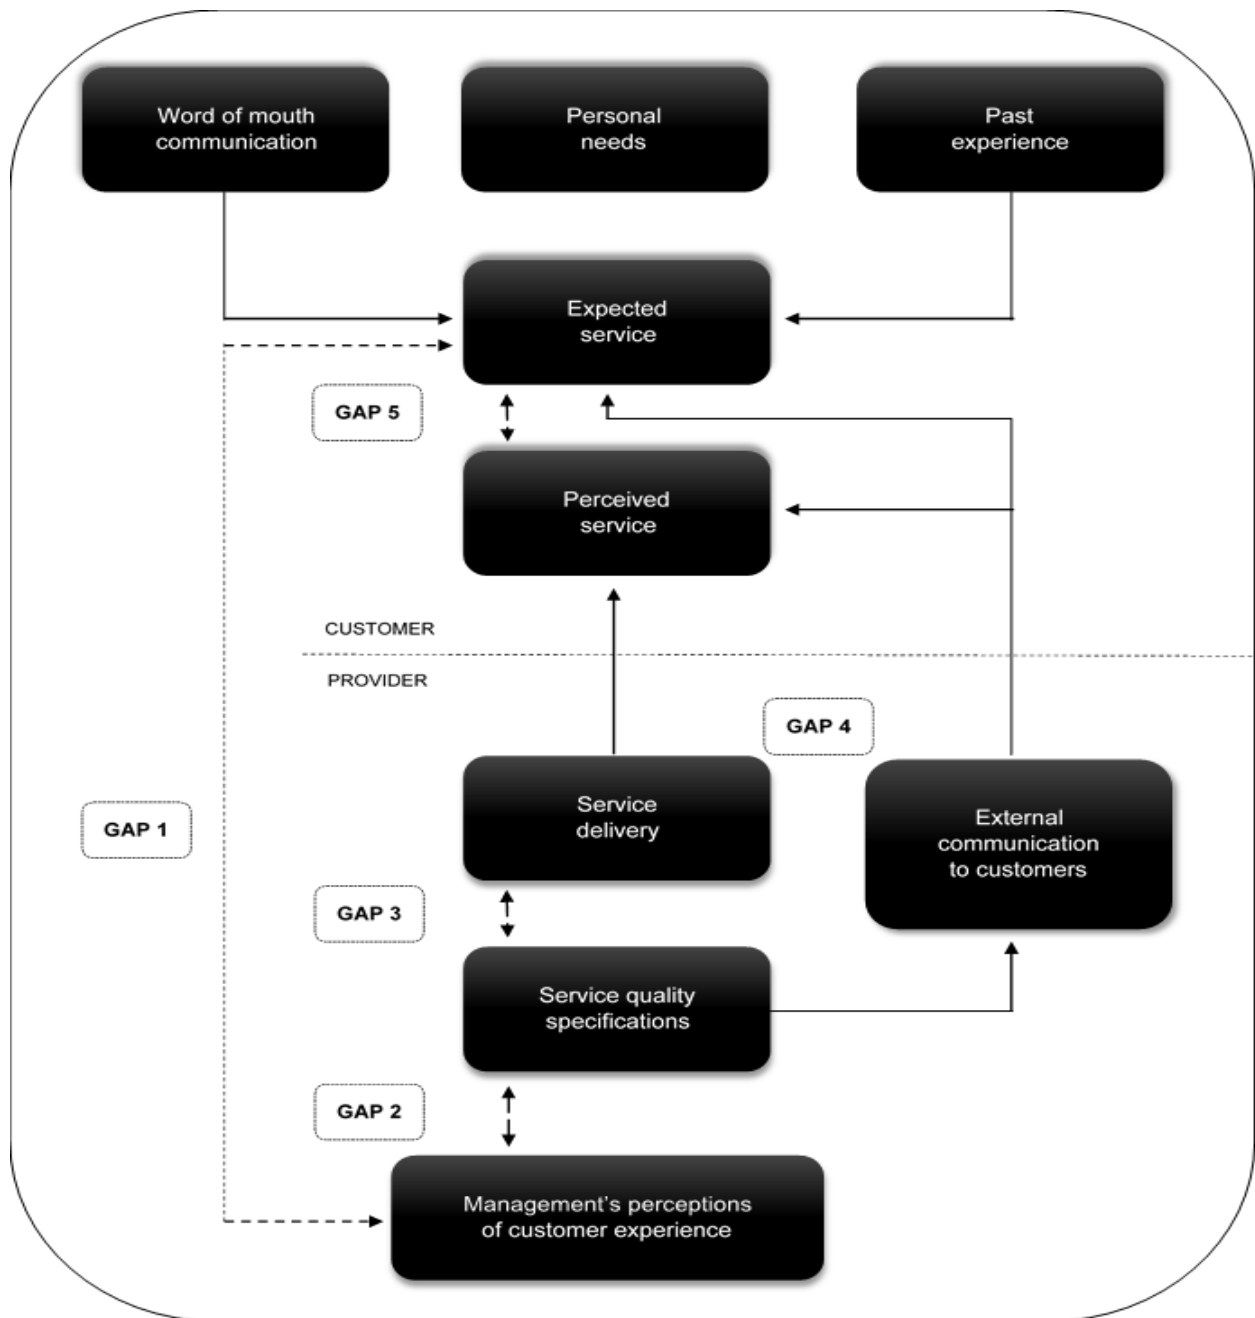 Word of mouth
communication
Personal
needs
Past
experience
Expected
service
GAP 5
Perceived
service
CUSTOMER
PROVIDER
GAP 4
Service
delivery
External
communication
to customers
GAP 1
GAP 3
Service quality
specifications
GAP 2
Management's perceptions
of customer experience